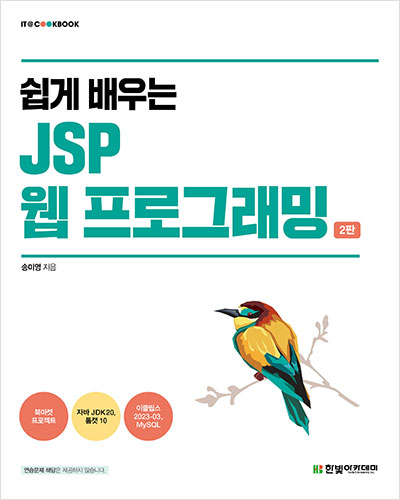 IT@COOKBOOK
쉽게 배우는
JSP
웹 프로그래밍
2판
송미영 지음
북마켓
프로젝트
자바 JDK 20,
톰캣 10
이클립스
2023-03,
MySQL
연습문제 해답은 제공하지 않습니다.
한빛아카데미